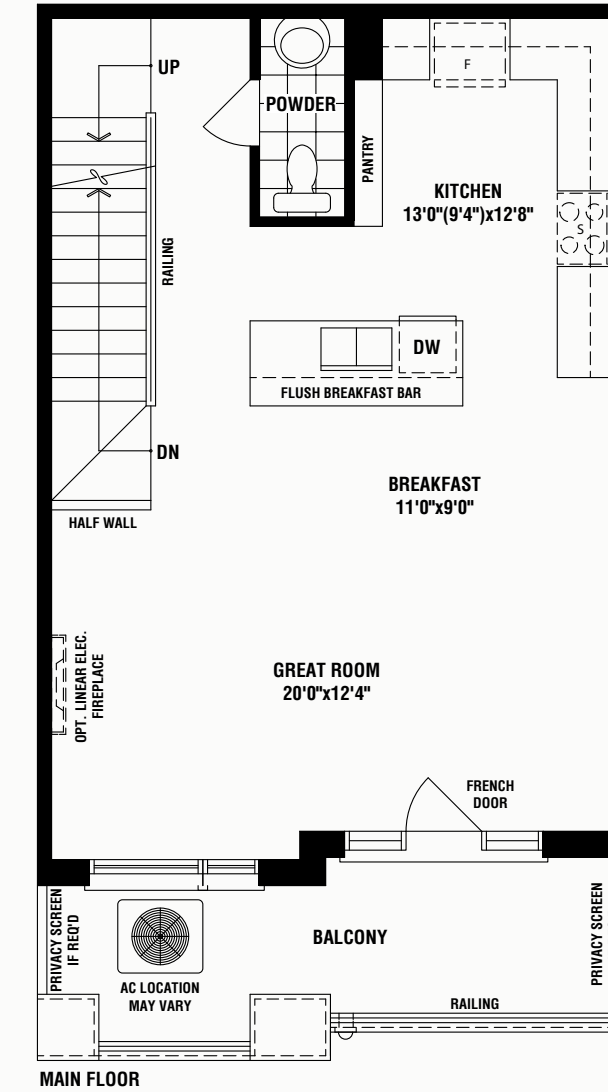 UP
POWDER
F
PANTRY
KITCHEN
13'0"(9'4")x12'8"
S
RAILING
DW
FLUSH BREAKFAST BAR
DN
BREAKFAST
11'0"x9'0"
HALF WALL
OPT. LINEAR ELEC.
FIREPLACE
GREAT ROOM
20'0"x12'4"
FRENCH
DOOR
PRIVACY SCREEN
IF REQ'D
BALCONY
PRIVACY SCREEN
AC LOCATION
MAY VARY
RAILING
MAIN FLOOR